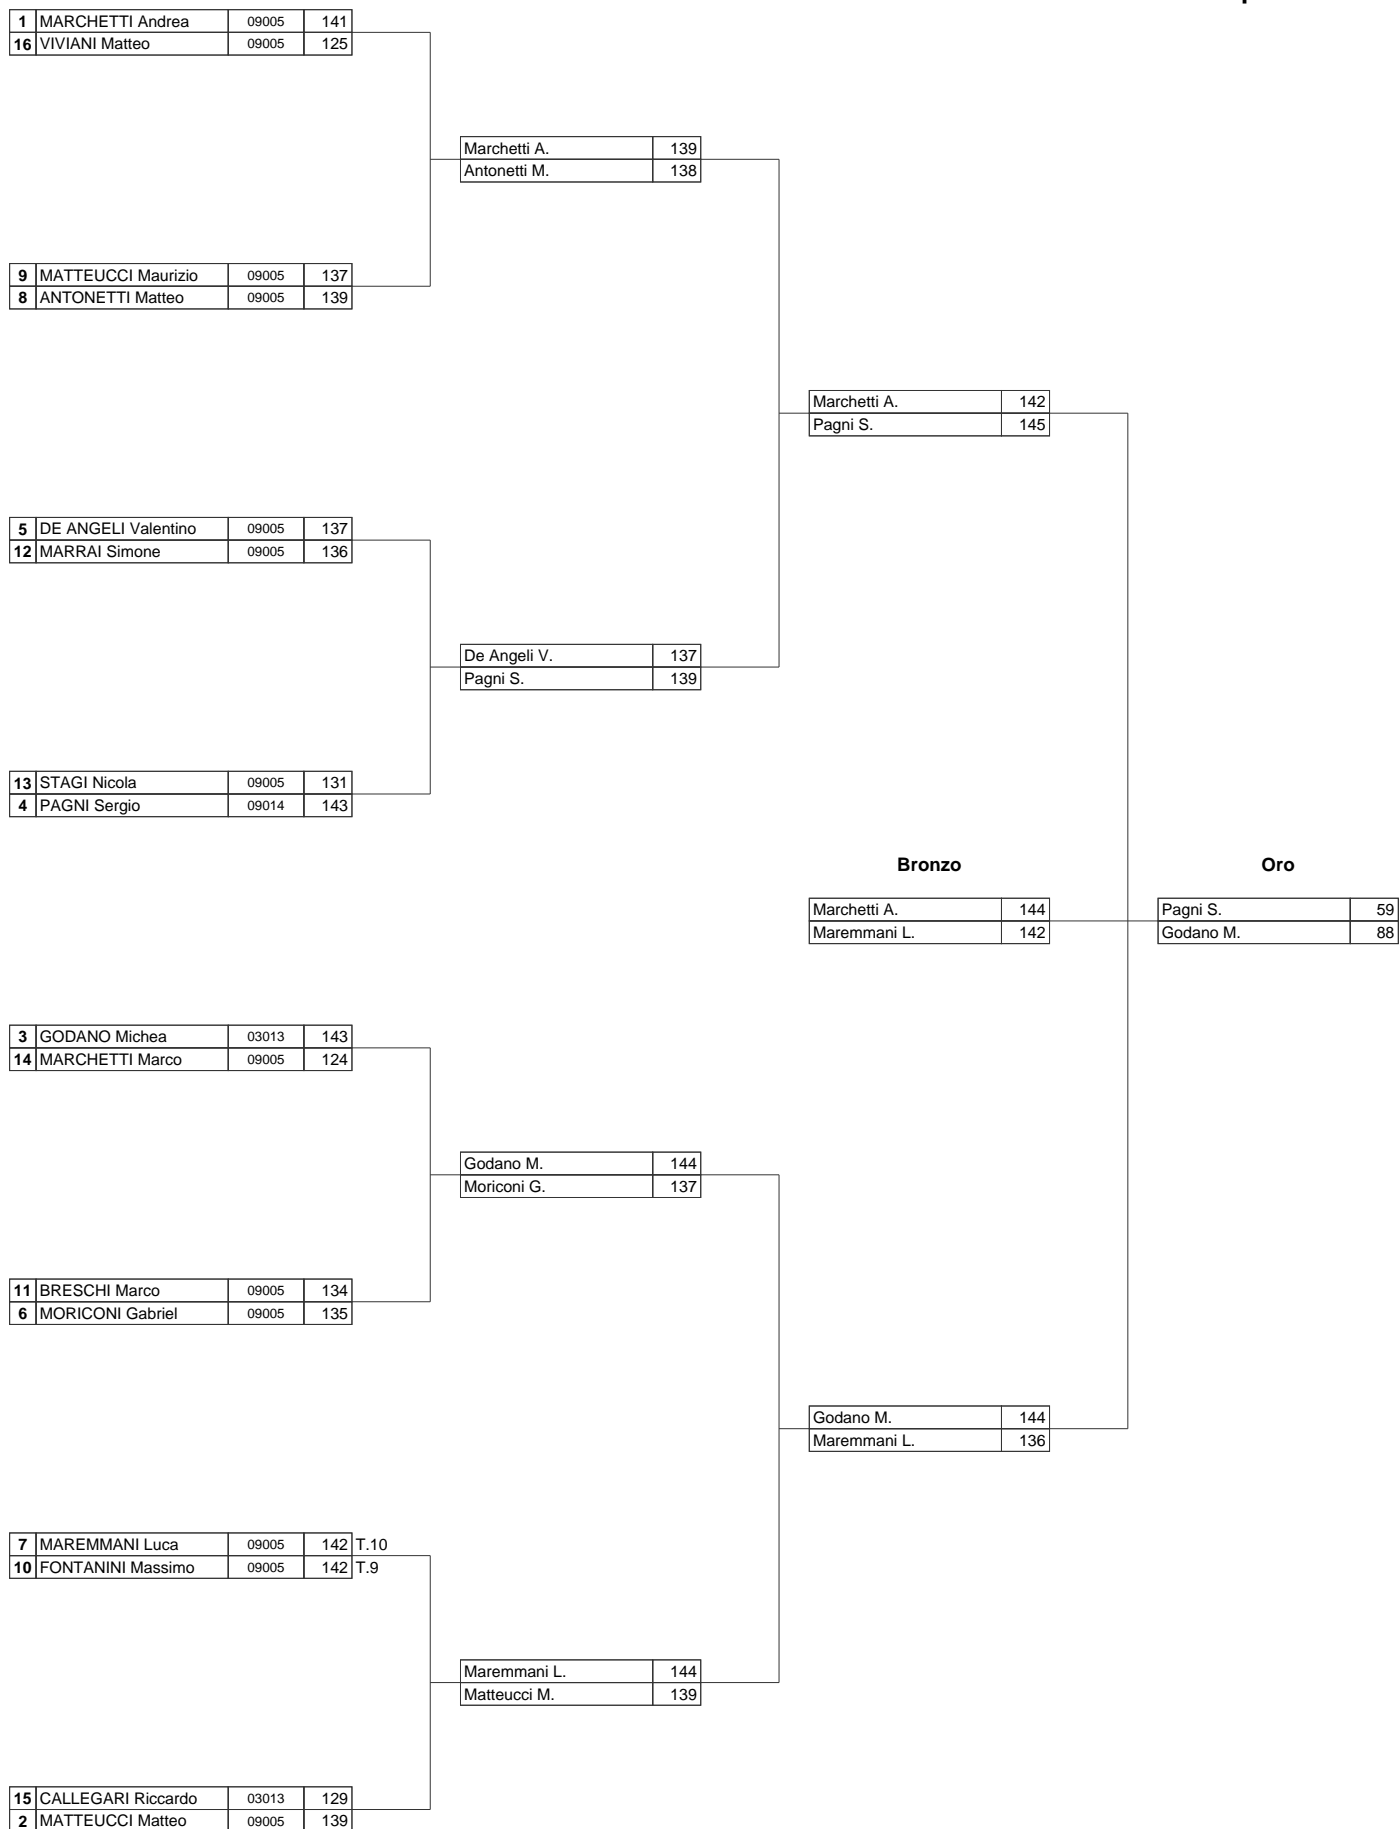 1 MARCHETTI Andrea 09005 141
16 VIVIANI Matteo 09005 125
Marchetti A. 139
Antonetti M. 138
9 MATTEUCCI Maurizio 09005 137
8 ANTONETTI Matteo 09005 139
Marchetti A. 142
Pagni S. 145
5 DE ANGELI Valentino 09005 137
12 MARRAI Simone 09005 136
De Angeli V. 137
Pagni S. 139
13 STAGI Nicola 09005 131
4 PAGNI Sergio 09014 143
Bronzo Oro
Marchetti A. 144 Pagni S. 59
Maremmani L. 142 Godano M. 88
3 GODANO Michea 03013 143
14 MARCHETTI Marco 09005 124
Godano M. 144
Moriconi G. 137
11 BRESCHI Marco 09005 134
6 MORICONI Gabriel 09005 135
Godano M. 144
Maremmani L. 136
7 MAREMMANI Luca 09005 142 T.10
10 FONTANINI Massimo 09005 142 T.9
Maremmani L. 144
Matteucci M. 139
15 CALLEGARI Riccardo 03013 129
2 MATTEUCCI Matteo 09005 139